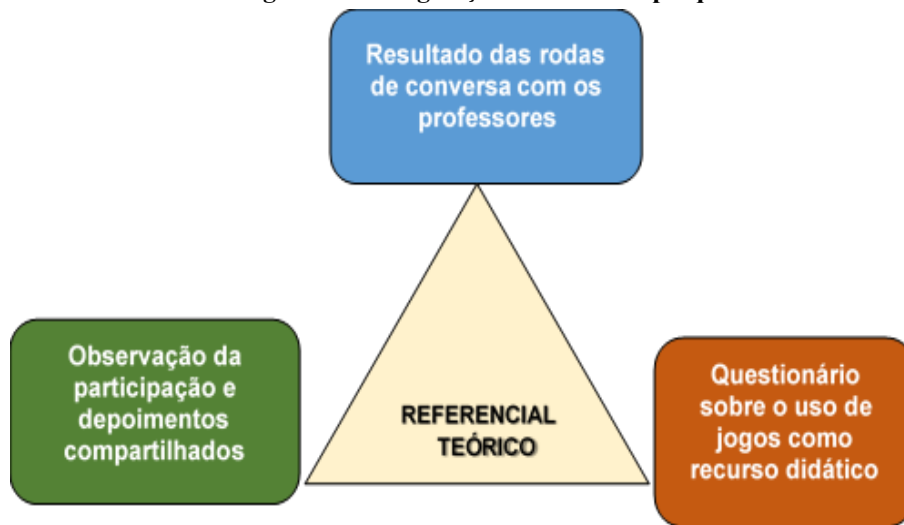 Resultado das rodas
de conversa com os
professores
Observação da
participação e
depoimentos
compartilhados
REFERENCIAL
TEÓRICO
Questionário
sobre o uso de
jogos como
recurso didático